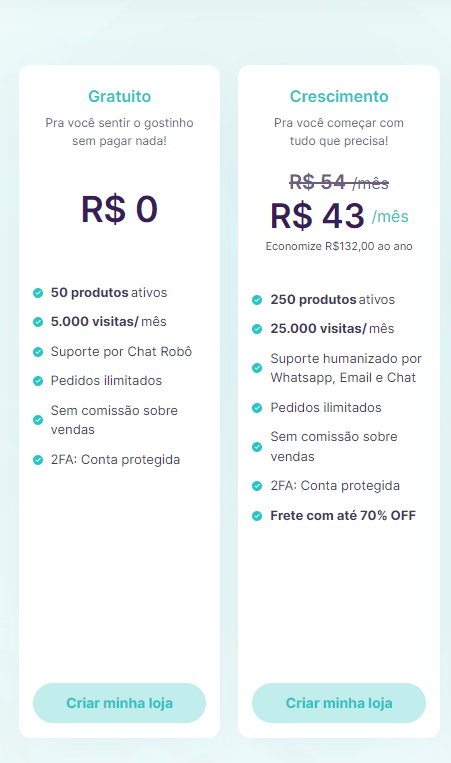 Gratuito
Pra você sentir o gostinho
sem pagar nada!
R$ 0
50 produtos ativos
5.000 visitas/ mês
Suporte por Chat Robô
Pedidos ilimitados
Sem comissão sobre
vendas
2FA: Conta protegida
Criar minha loja
Crescimento
Pra você começar com
tudo que precisa!
R$ 54 /mês
R$ 43 /mês
Economize R$132,00 ao ano
250 produtos ativos
25.000 visitas/ mês
Suporte humanizado por
Whatsapp, Email e Chat
Pedidos ilimitados
Sem comissão sobre
vendas
2FA: Conta protegida
Frete com até 70% OFF
Criar minha loja